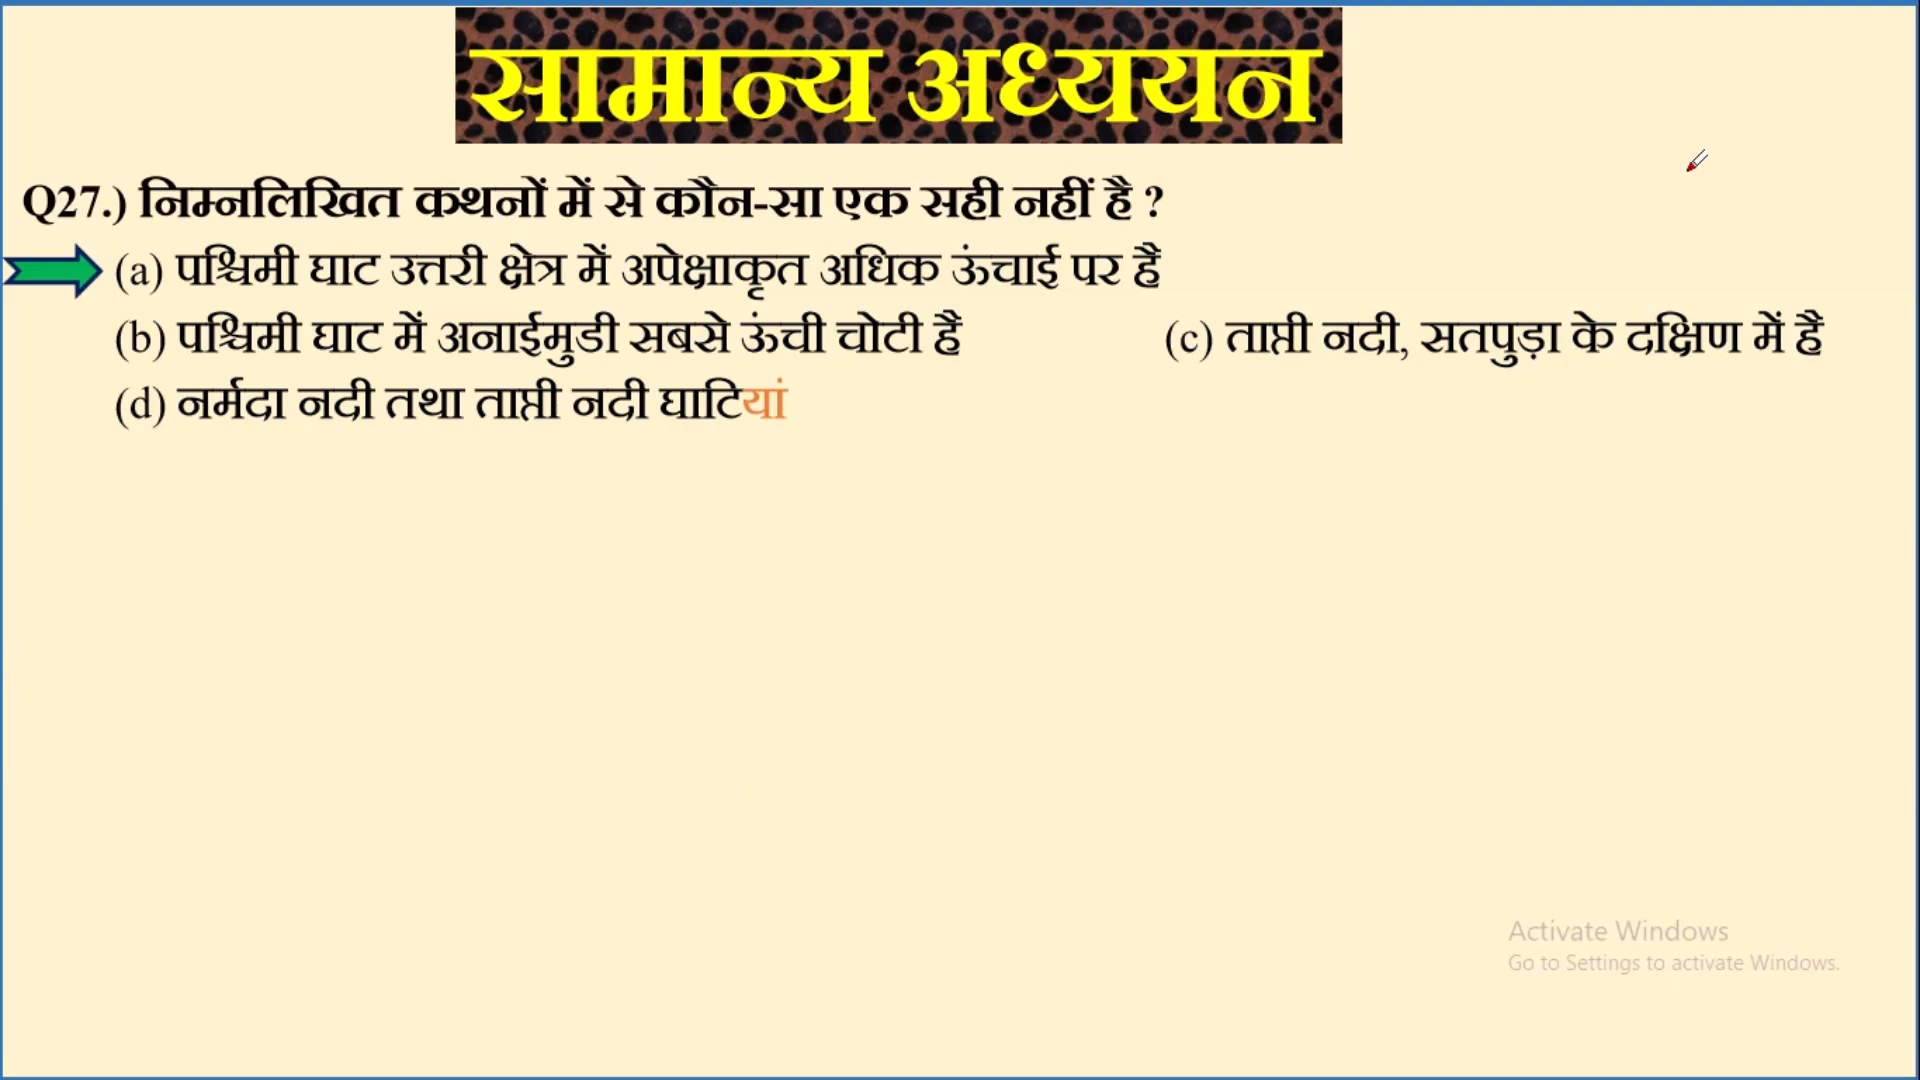 सामान्य अध्ययन
Q27.) निम्नलिखित कथनों में से कौन-सा एक सही नहीं है ?
(a) पश्चिमी घाट उत्तरी क्षेत्र में अपेक्षाकृत अधिक ऊंचाई पर है
(b) पश्चिमी घाट में अनाईमुडी सबसे ऊंची चोटी है (c) ताप्ती नदी, सतपुड़ा के दक्षिण में है
(d) नर्मदा नदी तथा ताप्ती नदी घाटियां
Activate Windows
Go to Settings to activate Windows.